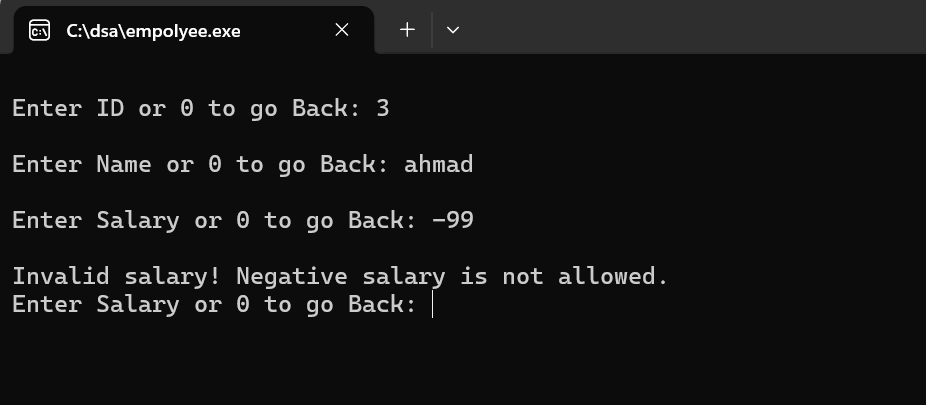 C:\dsa\empolyee.exe
Enter ID or 0 to go Back: 3
Enter Name or 0 to go Back: ahmad
Enter Salary or 0 to go Back: -99
Invalid salary! Negative salary is not allowed.
Enter Salary or 0 to go Back: